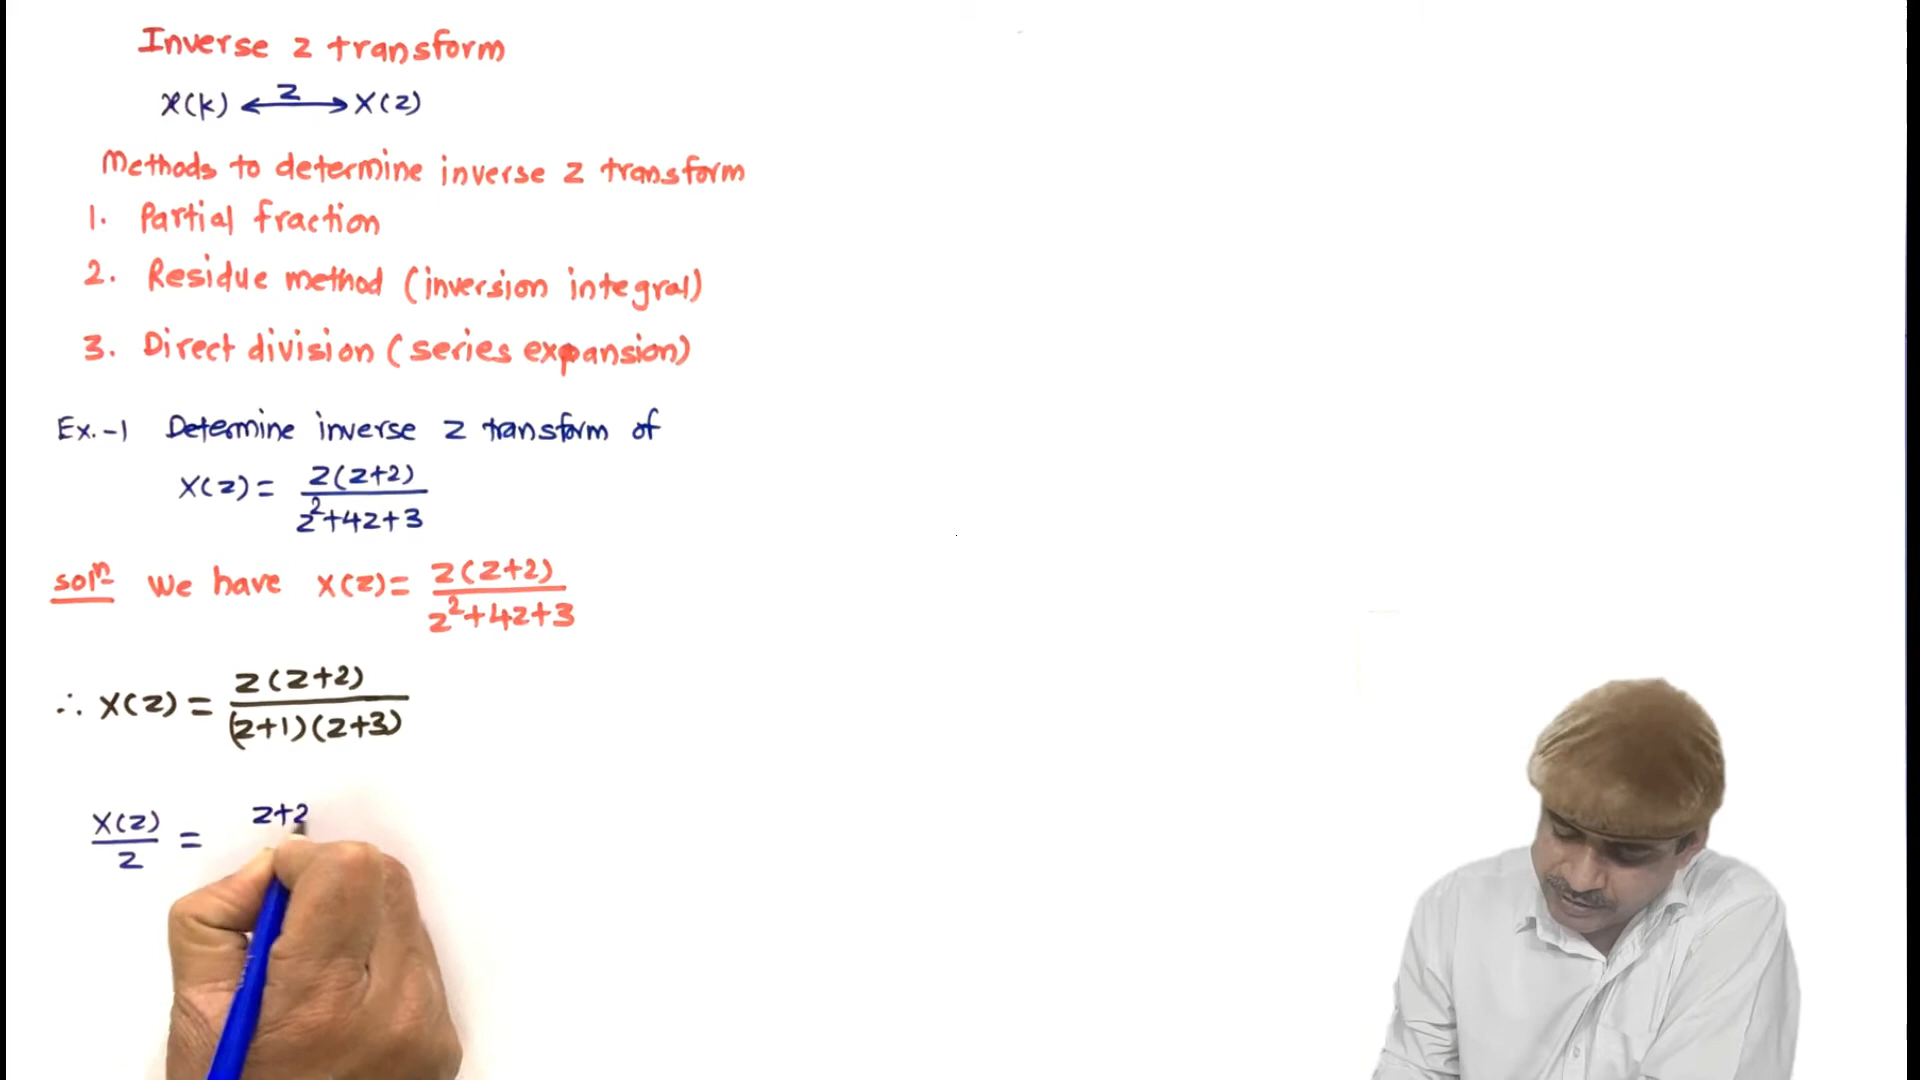 Inverse z transform
x(k) ⟷ X(z)
z
Methods to determine inverse z transform
1. Partial fraction
2. Residue method (inversion integral)
3. Direct division (series expansion)
Ex.-1 Determine inverse z transform of
X(z) = z(z+2) / z²+4z+3
solⁿ We have X(z) = z(z+2) / z²+4z+3
∴ X(z) = z(z+2) / (z+1)(z+3)
X(z)/z = z+2